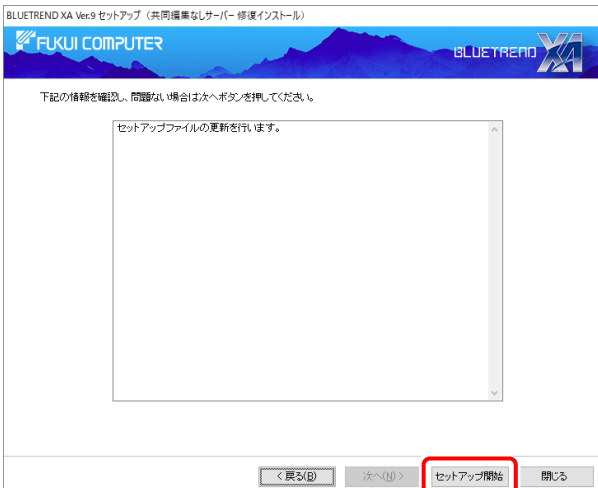 BLUETREND XA Ver.9 セットアップ（共同編集なしサーバー 修復インストール）
FUKUI COMPUTER
BLUETREND XA
下記の情報を確認し、問題ない場合は次へボタンを押してください。
セットアップファイルの更新を行います。
< 戻る(B)
次へ(N) >
セットアップ開始
閉じる